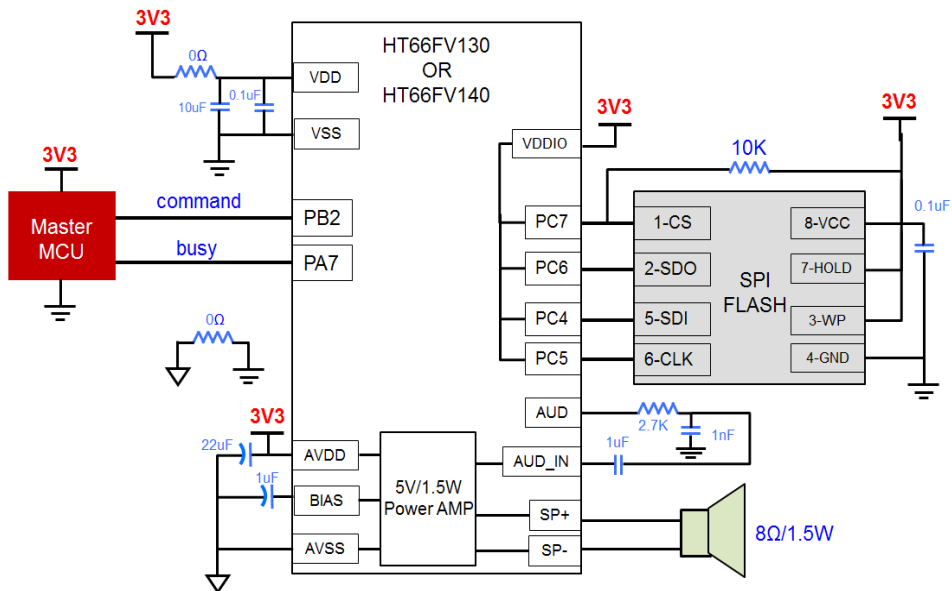 3V3
0Ω
10uF
0.1uF
VDD
VSS
HT66FV130
OR
HT66FV140
3V3
VDDIO
3V3
10K
0.1uF
3V3
Master
MCU
command
busy
PB2
PA7
PC7
PC6
PC4
PC5
1-CS
2-SDO
5-SDI
6-CLK
SPI
FLASH
8-VCC
7-HOLD
3-WP
4-GND
0Ω
3V3
22uF
1uF
AVDD
BIAS
AVSS
5V/1.5W
Power AMP
AUD
AUD_IN
SP+
SP-
2.7K
1nF
1uF
8Ω/1.5W